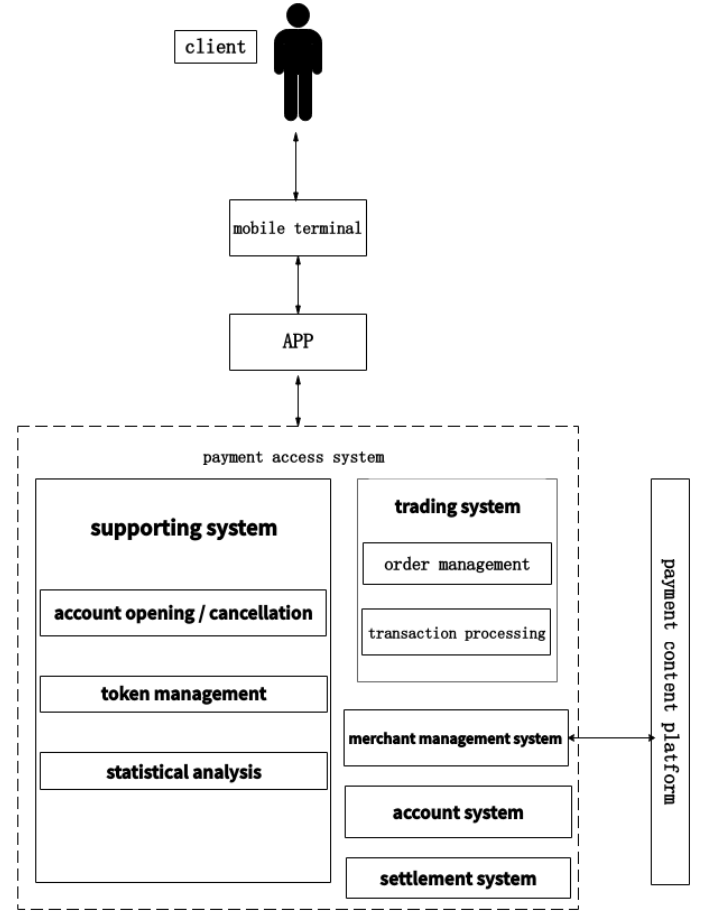 client
mobile terminal
APP
payment access system
supporting system
account opening / cancellation
token management
statistical analysis
trading system
order management
transaction processing
merchant management system
account system
settlement system
payment content platform